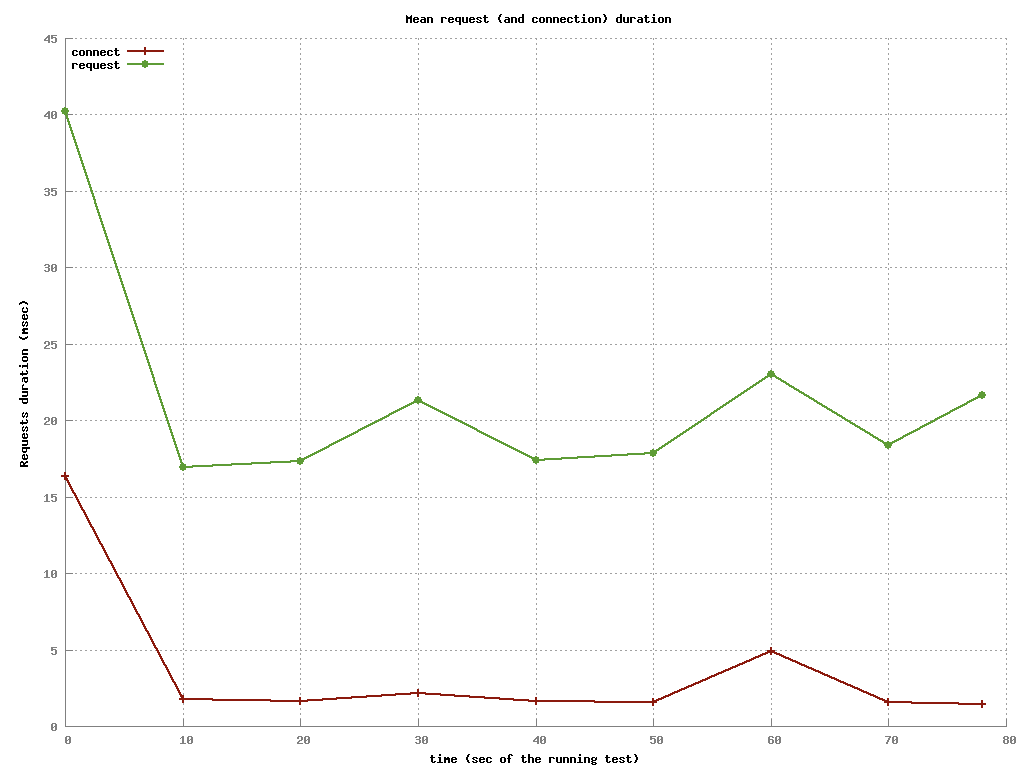 Mean request (and connection) duration
connect
request
45
40
35
30
25
20
15
10
5
0
Requests duration (msec)
0 10 20 30 40 50 60 70 80
time (sec of the running test)